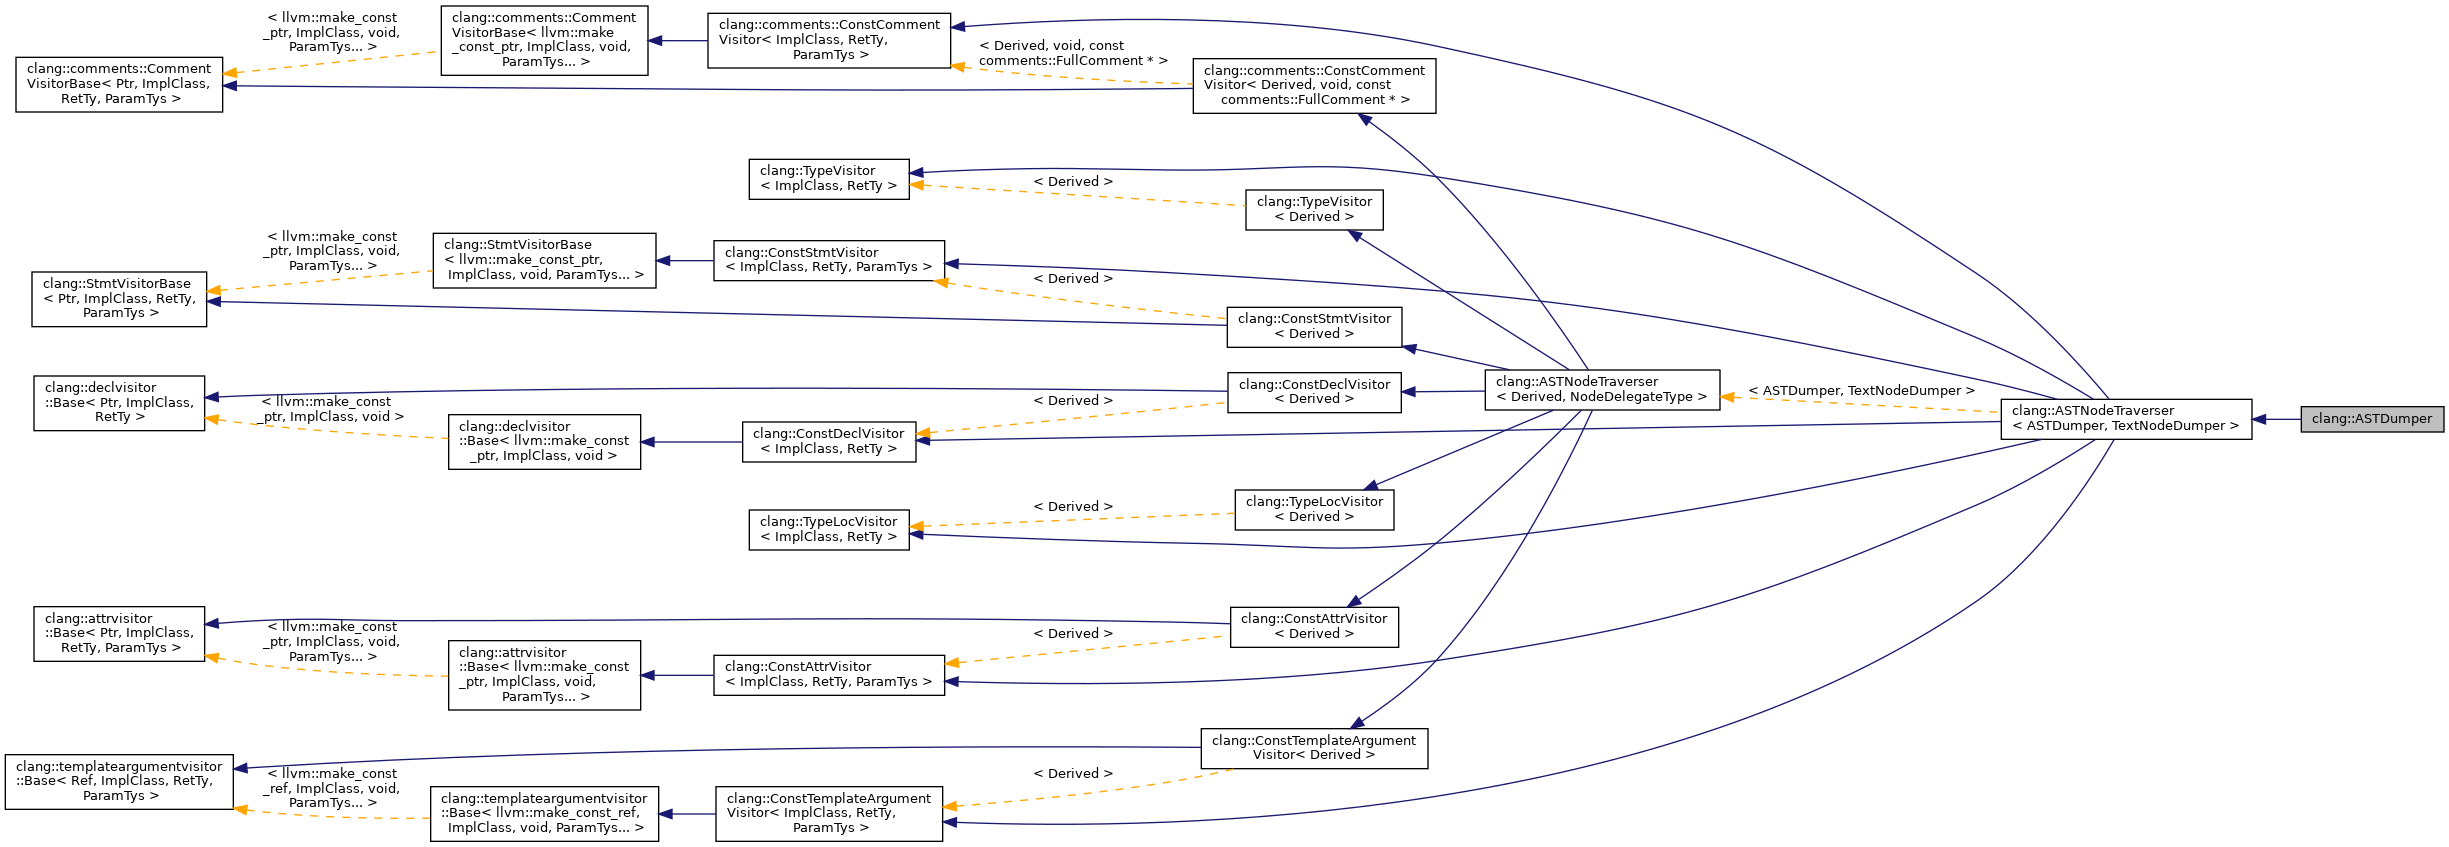 < llvm::make_const
_ptr, ImplClass, void,
ParamTys... >
clang::comments::Comment
VisitorBase< llvm::make
_const_ptr, ImplClass, void,
ParamTys... >
clang::comments::ConstComment
Visitor< ImplClass, RetTy,
ParamTys >
< Derived, void, const
comments::FullComment * >
clang::comments::Comment
VisitorBase< Ptr, ImplClass,
RetTy, ParamTys >
clang::comments::ConstComment
Visitor< Derived, void, const
comments::FullComment * >
clang::TypeVisitor
< ImplClass, RetTy >
< Derived >
clang::TypeVisitor
< Derived >
< llvm::make_const
_ptr, ImplClass, void,
ParamTys... >
clang::StmtVisitorBase
< llvm::make_const_ptr,
ImplClass, void, ParamTys... >
clang::ConstStmtVisitor
< ImplClass, RetTy, ParamTys >
< Derived >
clang::StmtVisitorBase
< Ptr, ImplClass, RetTy,
ParamTys >
clang::ConstStmtVisitor
< Derived >
clang::declvisitor
::Base< Ptr, ImplClass,
RetTy >
< llvm::make_const
_ptr, ImplClass, void >
clang::declvisitor
::Base< llvm::make_const
_ptr, ImplClass, void >
clang::ConstDeclVisitor
< ImplClass, RetTy >
< Derived >
clang::ConstDeclVisitor
< Derived >
clang::ASTNodeTraverser
< Derived, NodeDelegateType >
< ASTDumper, TextNodeDumper >
clang::ASTNodeTraverser
< ASTDumper, TextNodeDumper >
clang::ASTDumper
clang::TypeLocVisitor
< ImplClass, RetTy >
< Derived >
clang::TypeLocVisitor
< Derived >
clang::attrvisitor
::Base< Ptr, ImplClass,
RetTy, ParamTys >
< llvm::make_const
_ptr, ImplClass, void,
ParamTys... >
clang::attrvisitor
::Base< llvm::make_const
_ptr, ImplClass, void,
ParamTys... >
clang::ConstAttrVisitor
< ImplClass, RetTy, ParamTys >
< Derived >
clang::ConstAttrVisitor
< Derived >
clang::templateargumentvisitor
::Base< Ref, ImplClass, RetTy,
ParamTys >
< llvm::make_const
_ref, ImplClass, void,
ParamTys... >
clang::templateargumentvisitor
::Base< llvm::make_const_ref,
ImplClass, void, ParamTys... >
clang::ConstTemplateArgument
Visitor< ImplClass, RetTy,
ParamTys >
< Derived >
clang::ConstTemplateArgument
Visitor< Derived >